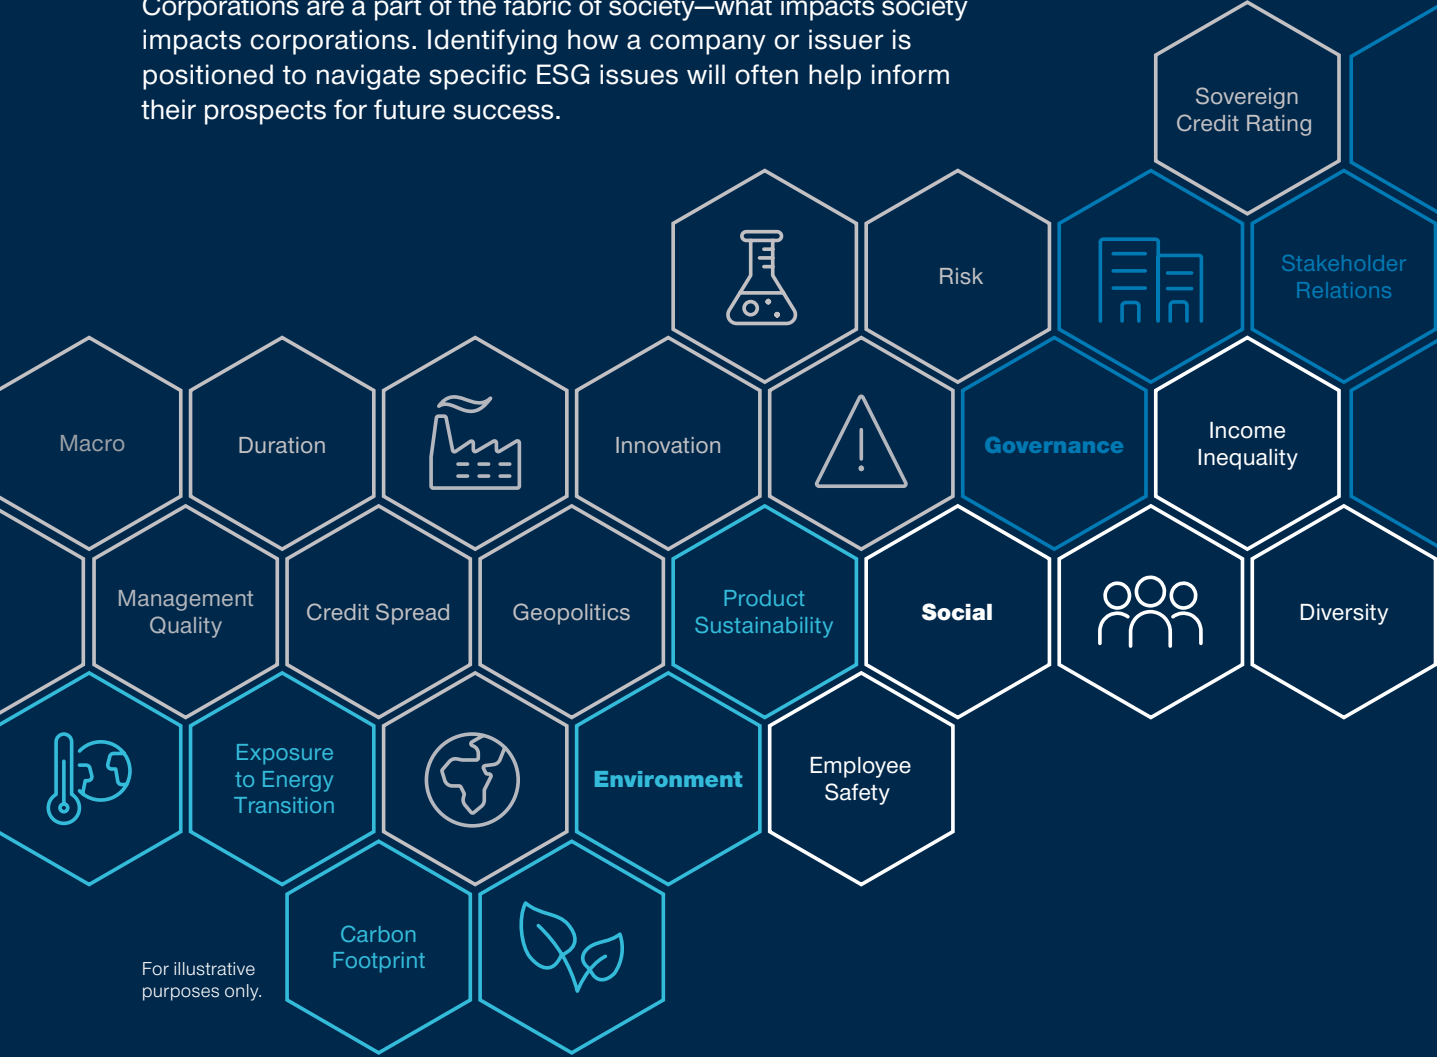 Corporations are a part of the fabric of society—what impacts society
impacts corporations. Identifying how a company or issuer is
positioned to navigate specific ESG issues will often help inform
their prospects for future success.
Sovereign
Credit Rating
Risk
Stakeholder
Relations
Macro
Duration
Innovation
Governance
Income
Inequality
Management
Quality
Credit Spread
Geopolitics
Product
Sustainability
Social
Diversity
Exposure
to Energy
Transition
Environment
Employee
Safety
Carbon
Footprint
For illustrative
purposes only.